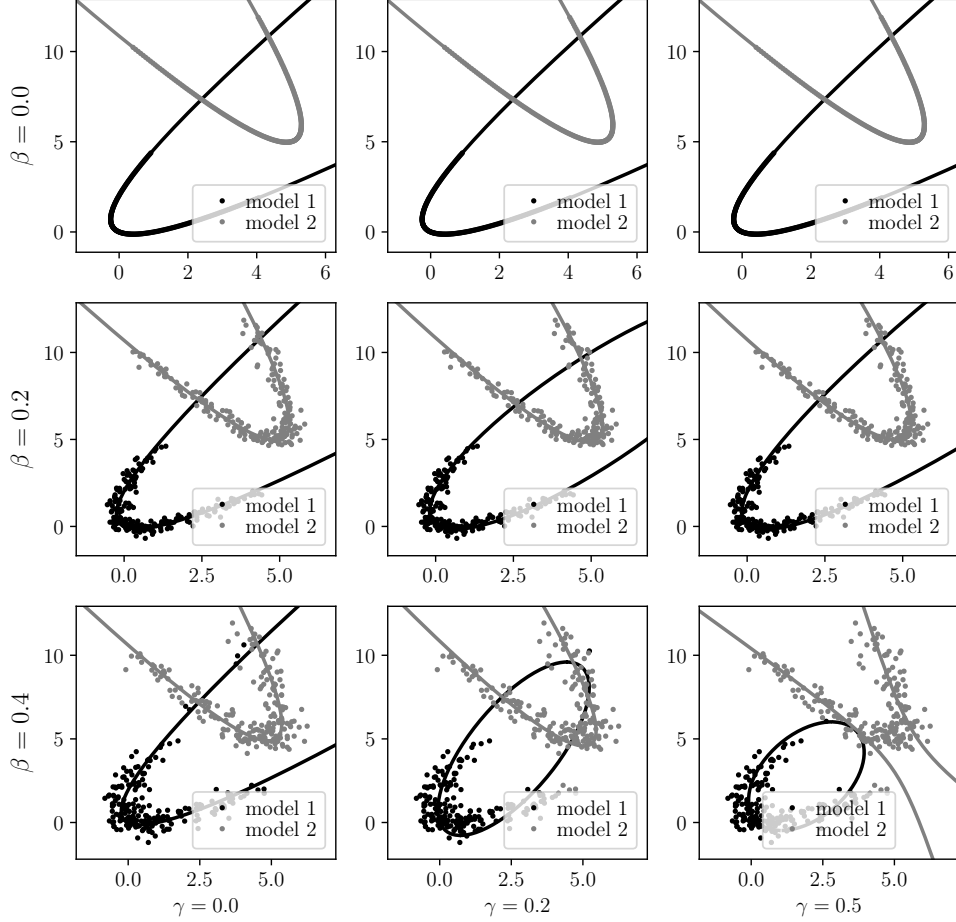 10
5
0
β = 0.0
model 1
model 2
0 2 4 6
10
5
0
model 1
model 2
0 2 4 6
10
5
0
model 1
model 2
0 2 4 6
10
5
0
β = 0.2
model 1
model 2
0.0 2.5 5.0
10
5
0
model 1
model 2
0.0 2.5 5.0
10
5
0
model 1
model 2
0.0 2.5 5.0
10
5
0
β = 0.4
model 1
model 2
0.0 2.5 5.0
γ = 0.0
10
5
0
model 1
model 2
0.0 2.5 5.0
γ = 0.2
10
5
0
model 1
model 2
0.0 2.5 5.0
γ = 0.5